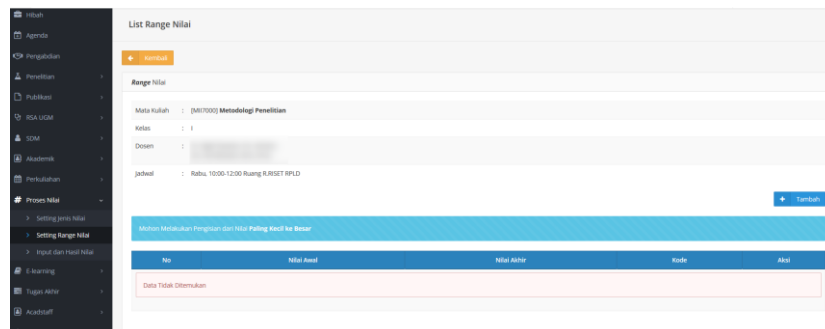 Hibah
Agenda
Pengabdian
Penelitian
Publikasi
RSA UGM
SDM
Akademik
Perkuliahan
Proses Nilai
Setting Jenis Nilai
Setting Range Nilai
Input dan Hasil Nilai
E-learning
Tugas Akhir
Acadstaff
List Range Nilai
Kembali
Range Nilai
Mata Kuliah : [MII7000] Metodologi Penelitian
Kelas : I
Dosen :
Jadwal : Rabu, 10:00-12:00 Ruang R.RISET RPLD
+ Tambah
Mohon Melakukan Pengisian dari Nilai Paling Kecil ke Besar
No Nilai Awal Nilai Akhir Kode Aksi
Data Tidak Ditemukan